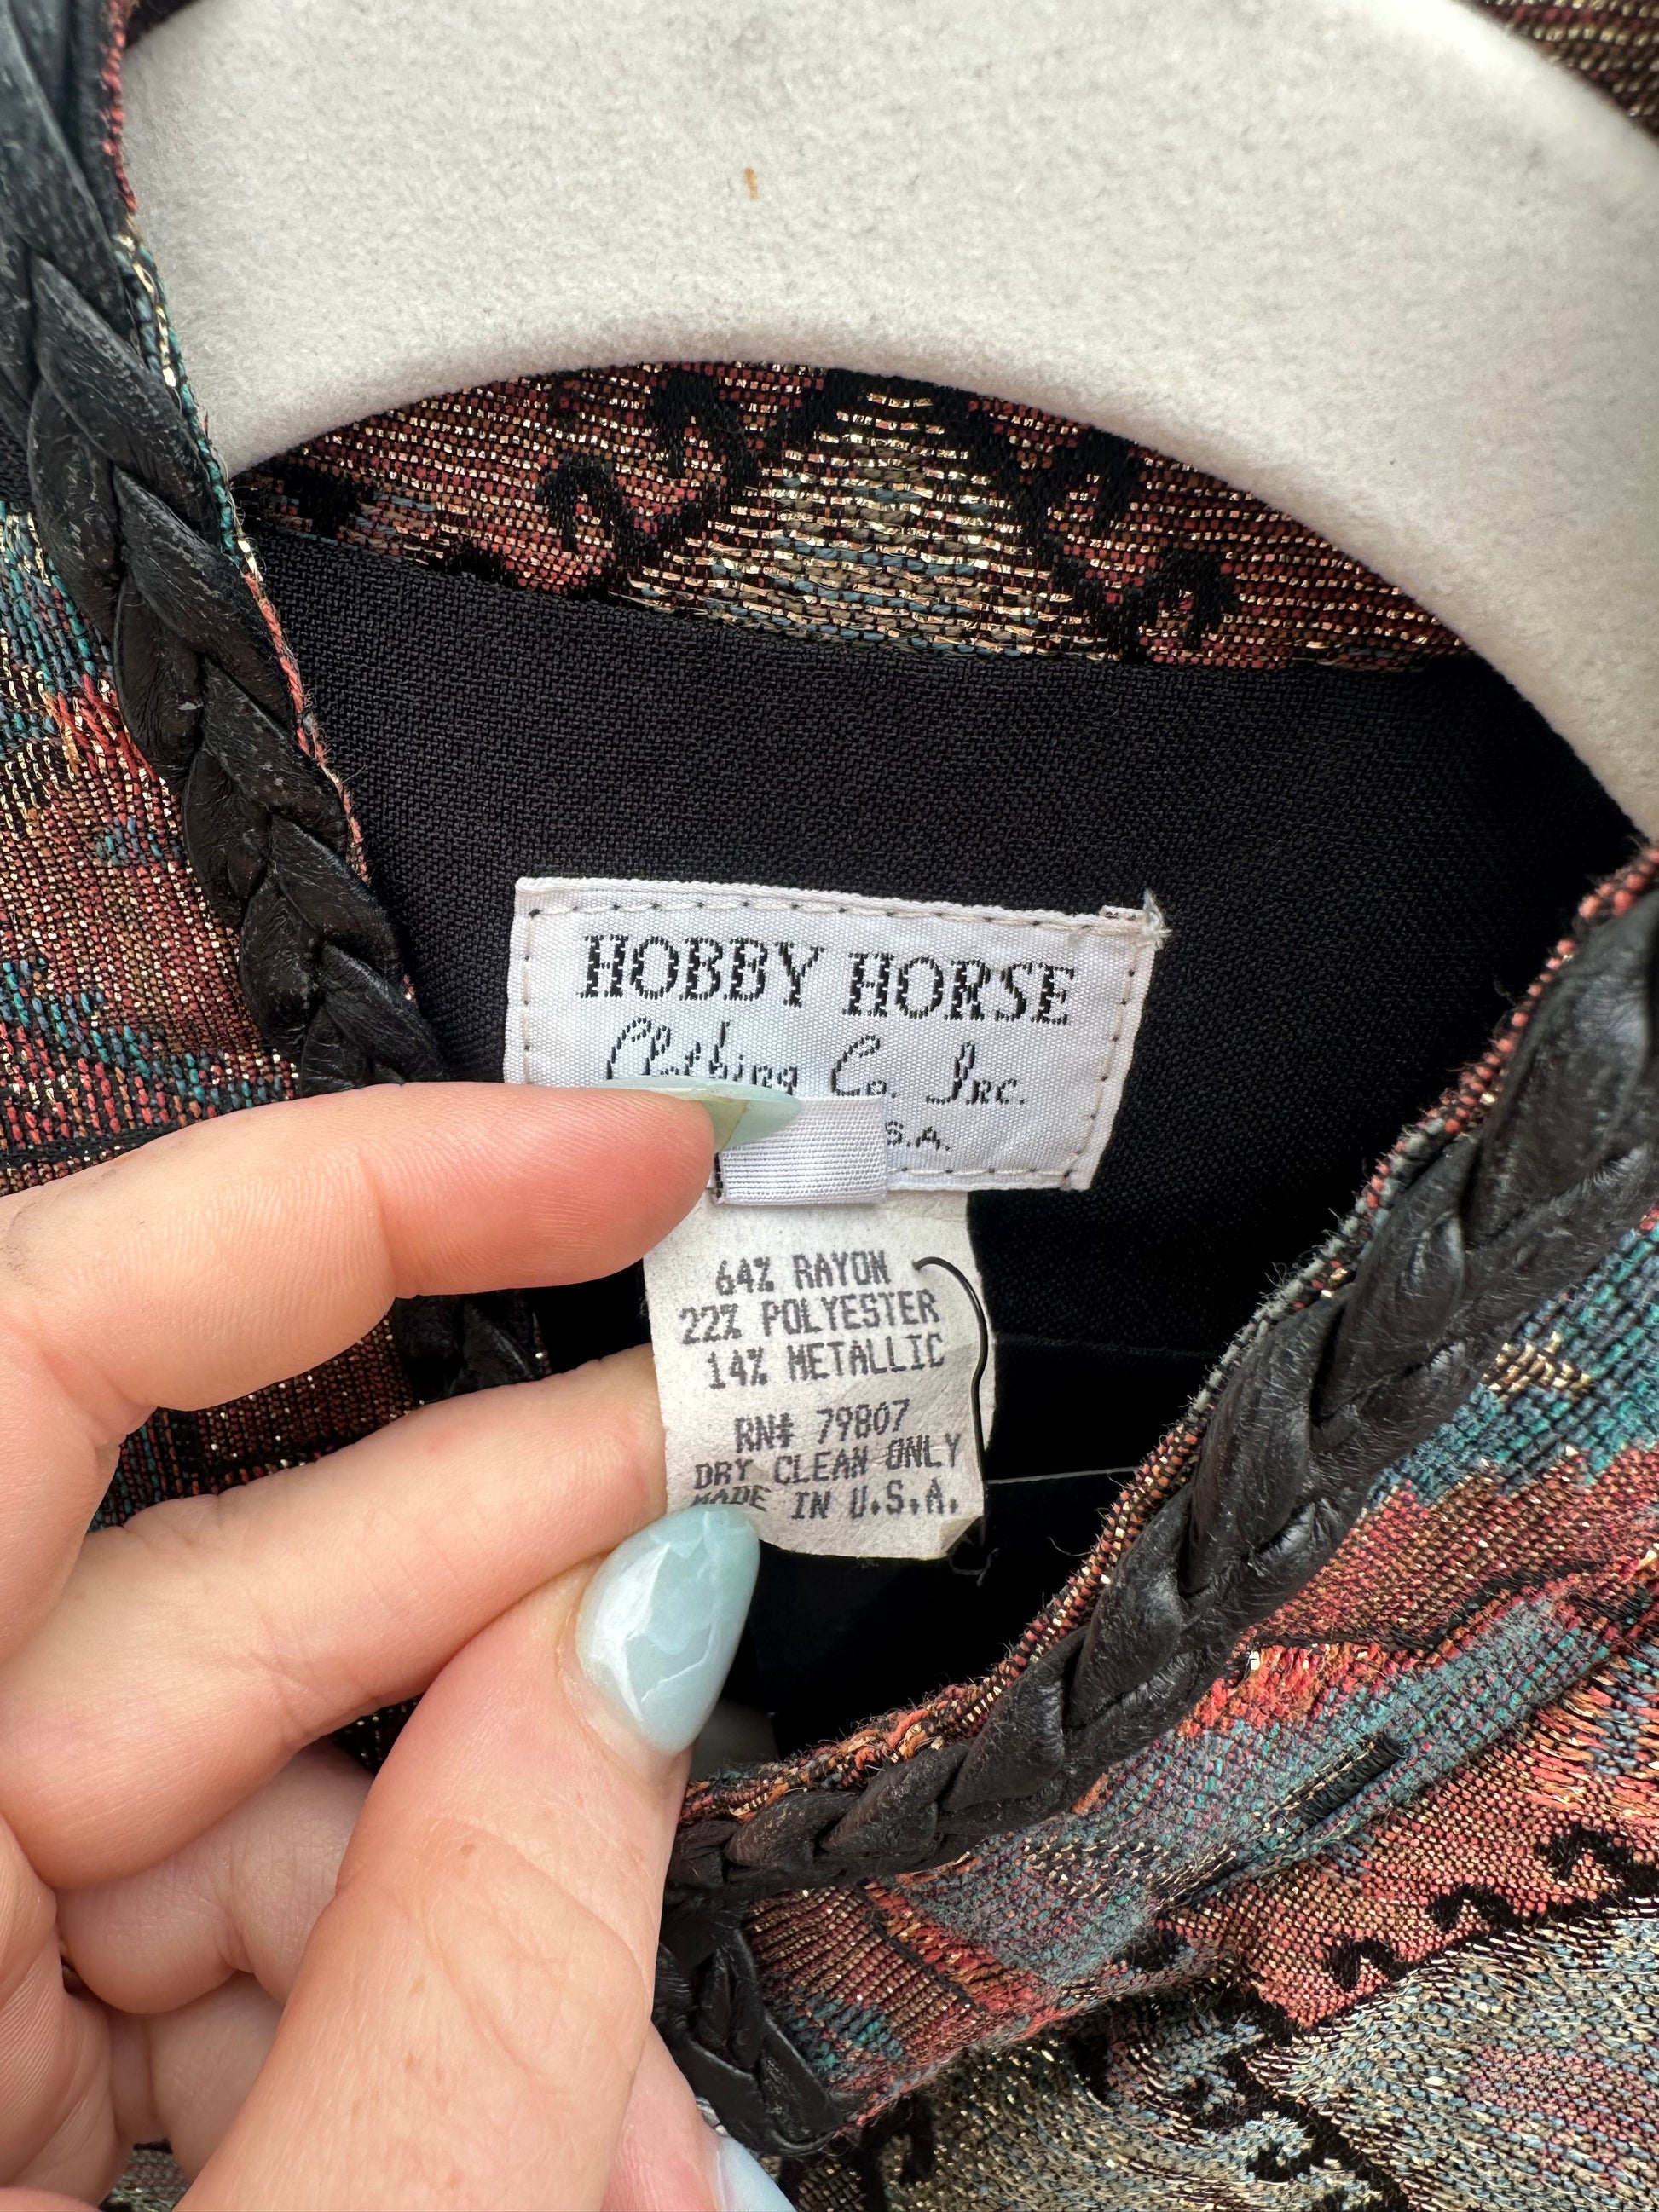 HOBBY HORSE
Clothing Co. Inc.
S.A.
64% RAYON
22% POLYESTER
14% METALLIC
RN# 79807
DRY CLEAN ONLY
MADE IN U.S.A.